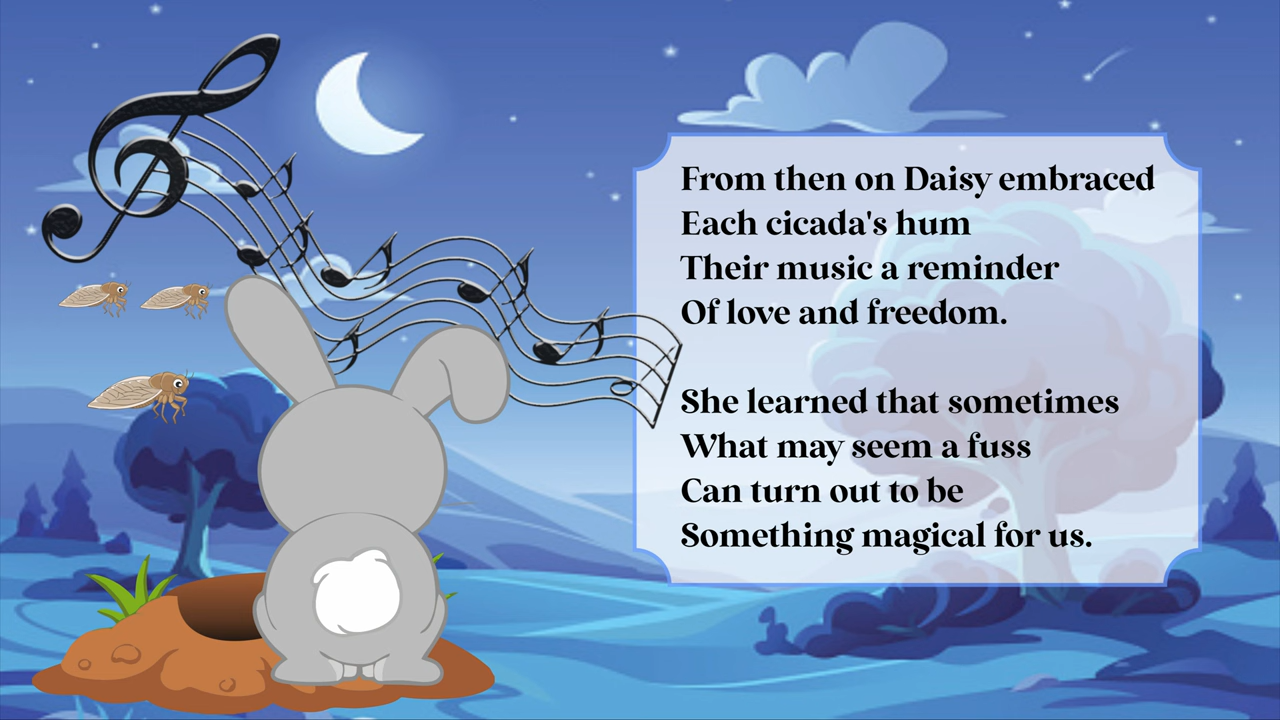 From then on Daisy embraced
Each cicada's hum
Their music a reminder
Of love and freedom.
She learned that sometimes
What may seem a fuss
Can turn out to be
Something magical for us.